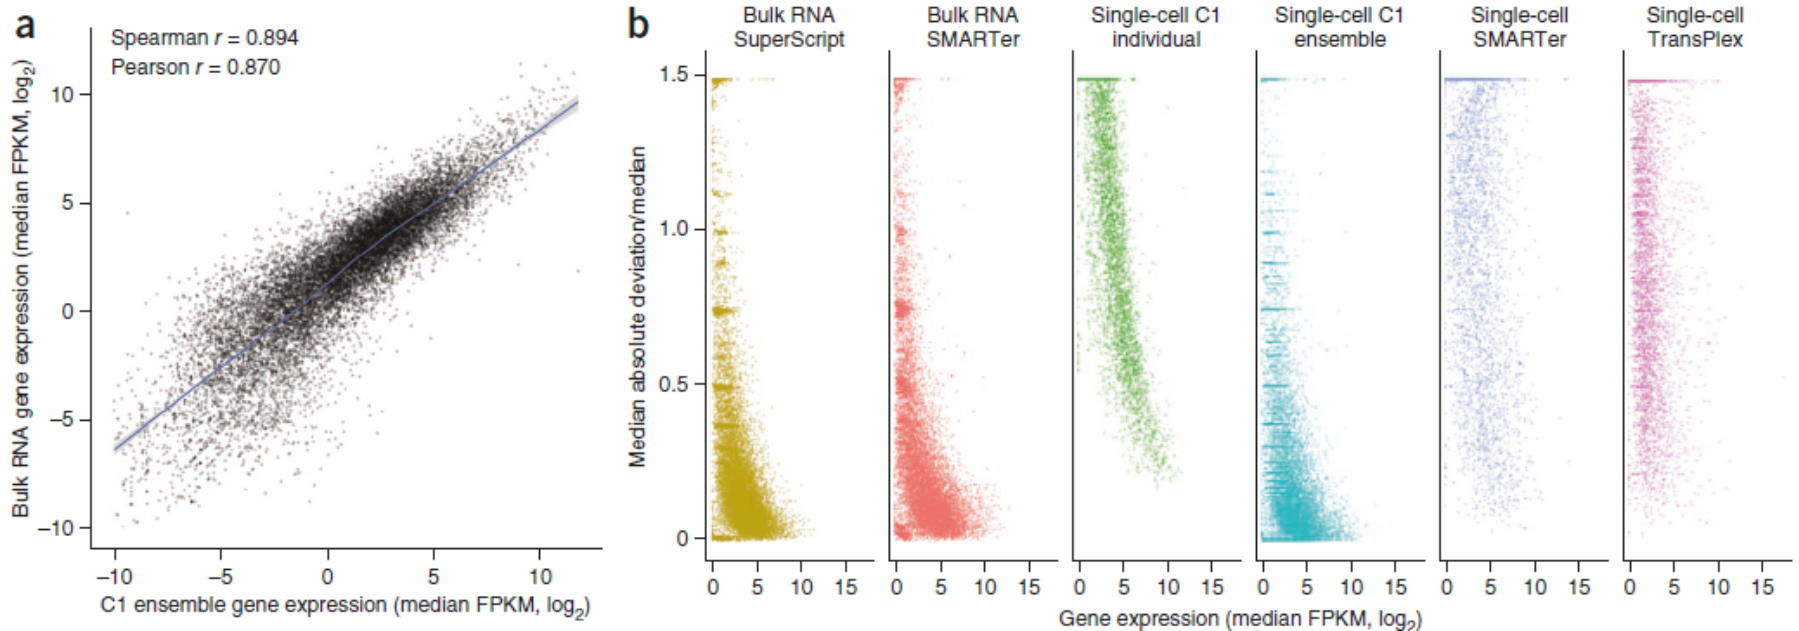 a
Spearman r = 0.894
Pearson r = 0.870
Bulk RNA gene expression (median FPKM, log2)
10
5
0
–5
–10
–10 –5 0 5 10
C1 ensemble gene expression (median FPKM, log2)
b
Bulk RNA
SuperScript
Bulk RNA
SMARTer
Single-cell C1
individual
Single-cell C1
ensemble
Single-cell
SMARTer
Single-cell
TransPlex
Median absolute deviation/median
1.5
1.0
0.5
0
0 5 10 15
0 5 10 15
0 5 10 15
0 5 10 15
0 5 10 15
0 5 10 15
Gene expression (median FPKM, log2)